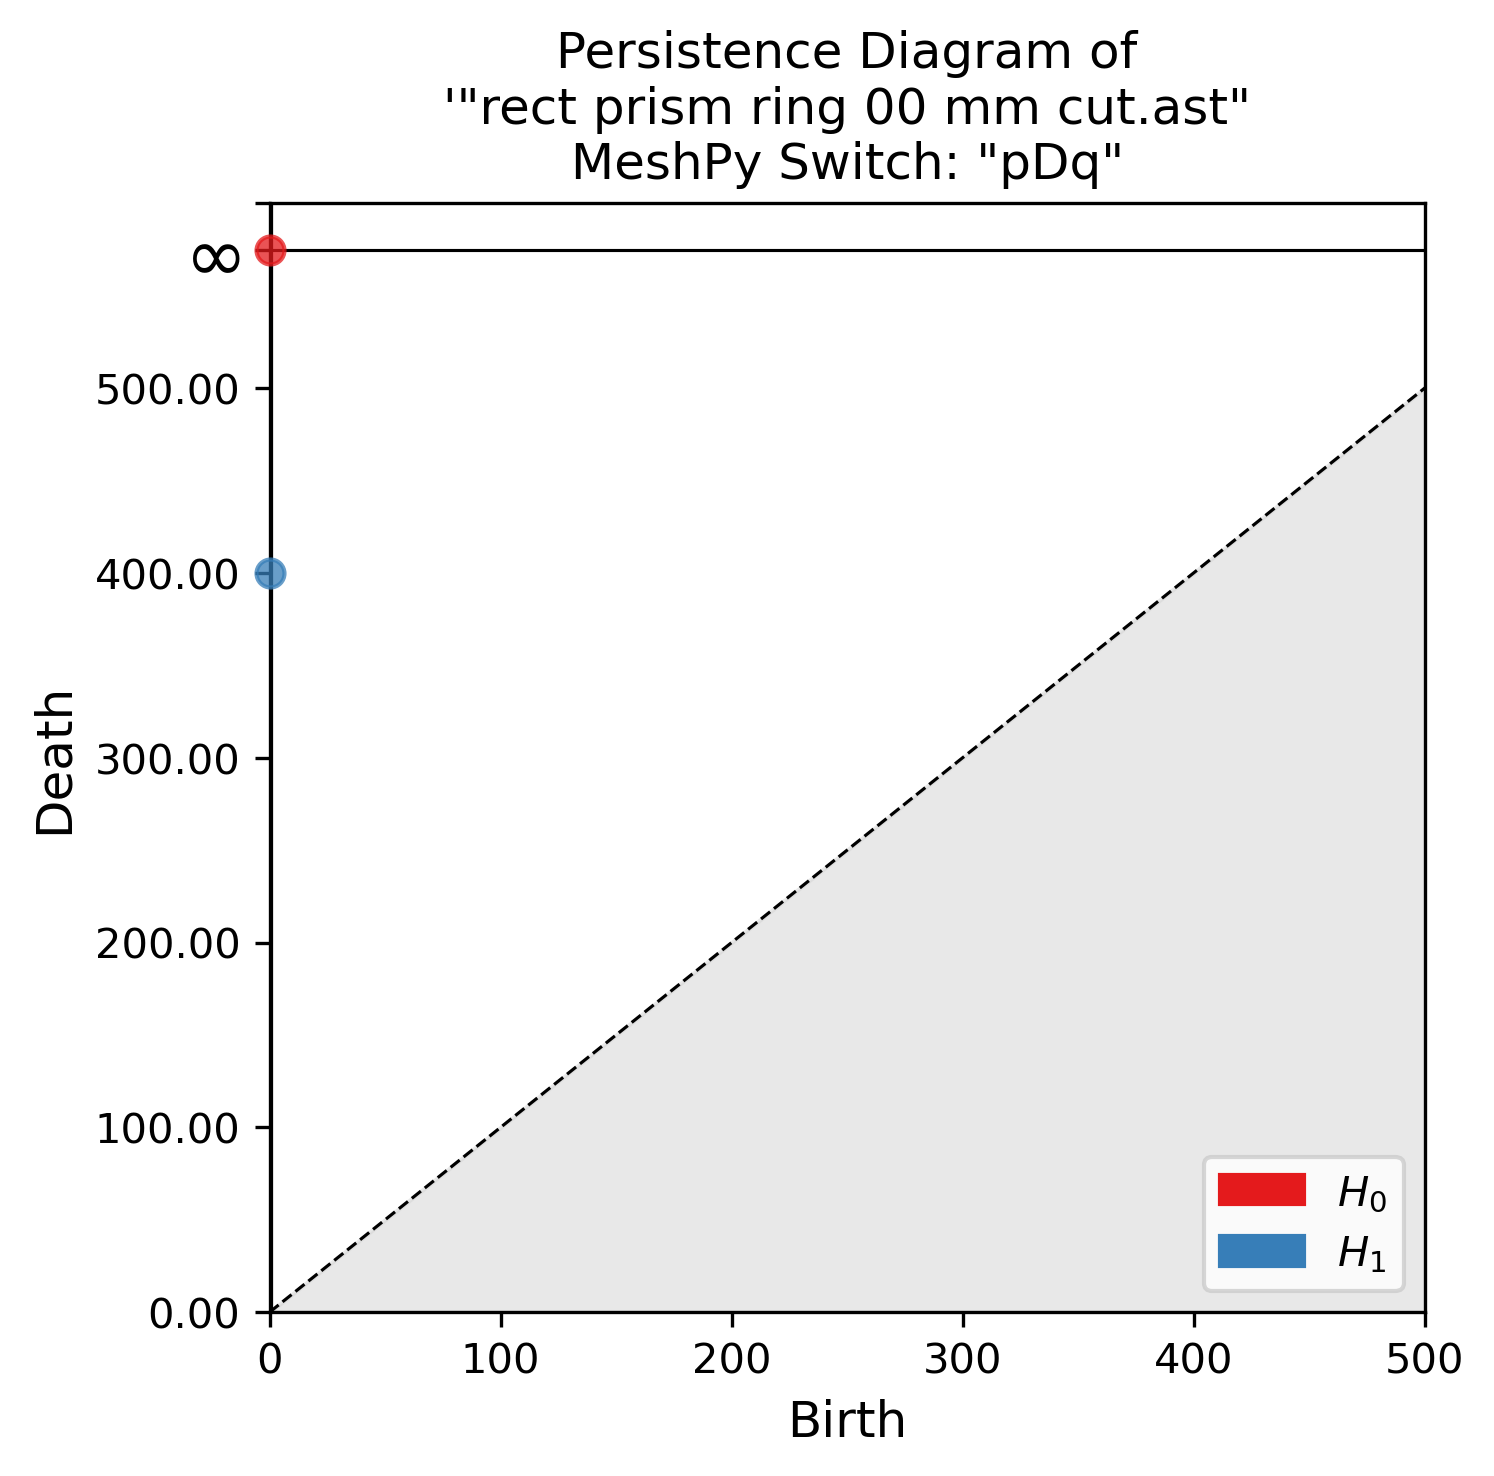 Persistence Diagram of
'"rect prism ring 00 mm cut.ast"
MeshPy Switch: "pDq"
∞
500.00
400.00
300.00
200.00
100.00
0.00
Death
0 100 200 300 400 500
Birth
H₀
H₁